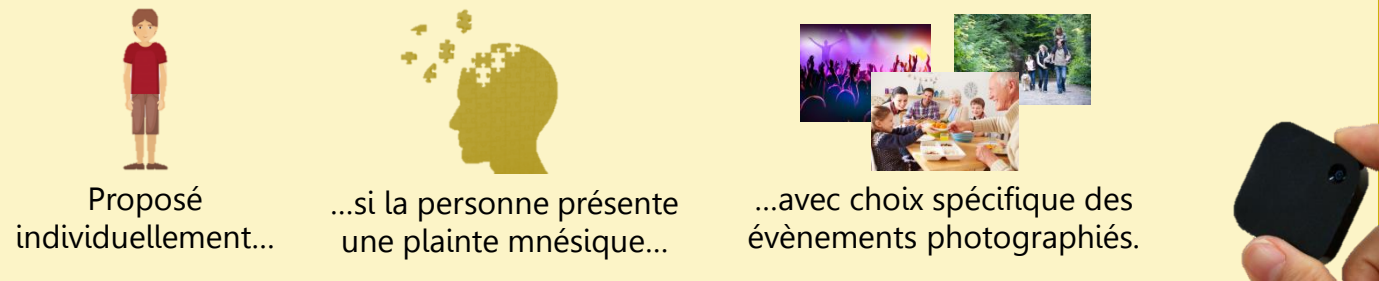 Proposé
individuellement...
...si la personne présente
une plainte mnésique...
...avec choix spécifique des
évènements photographiés.